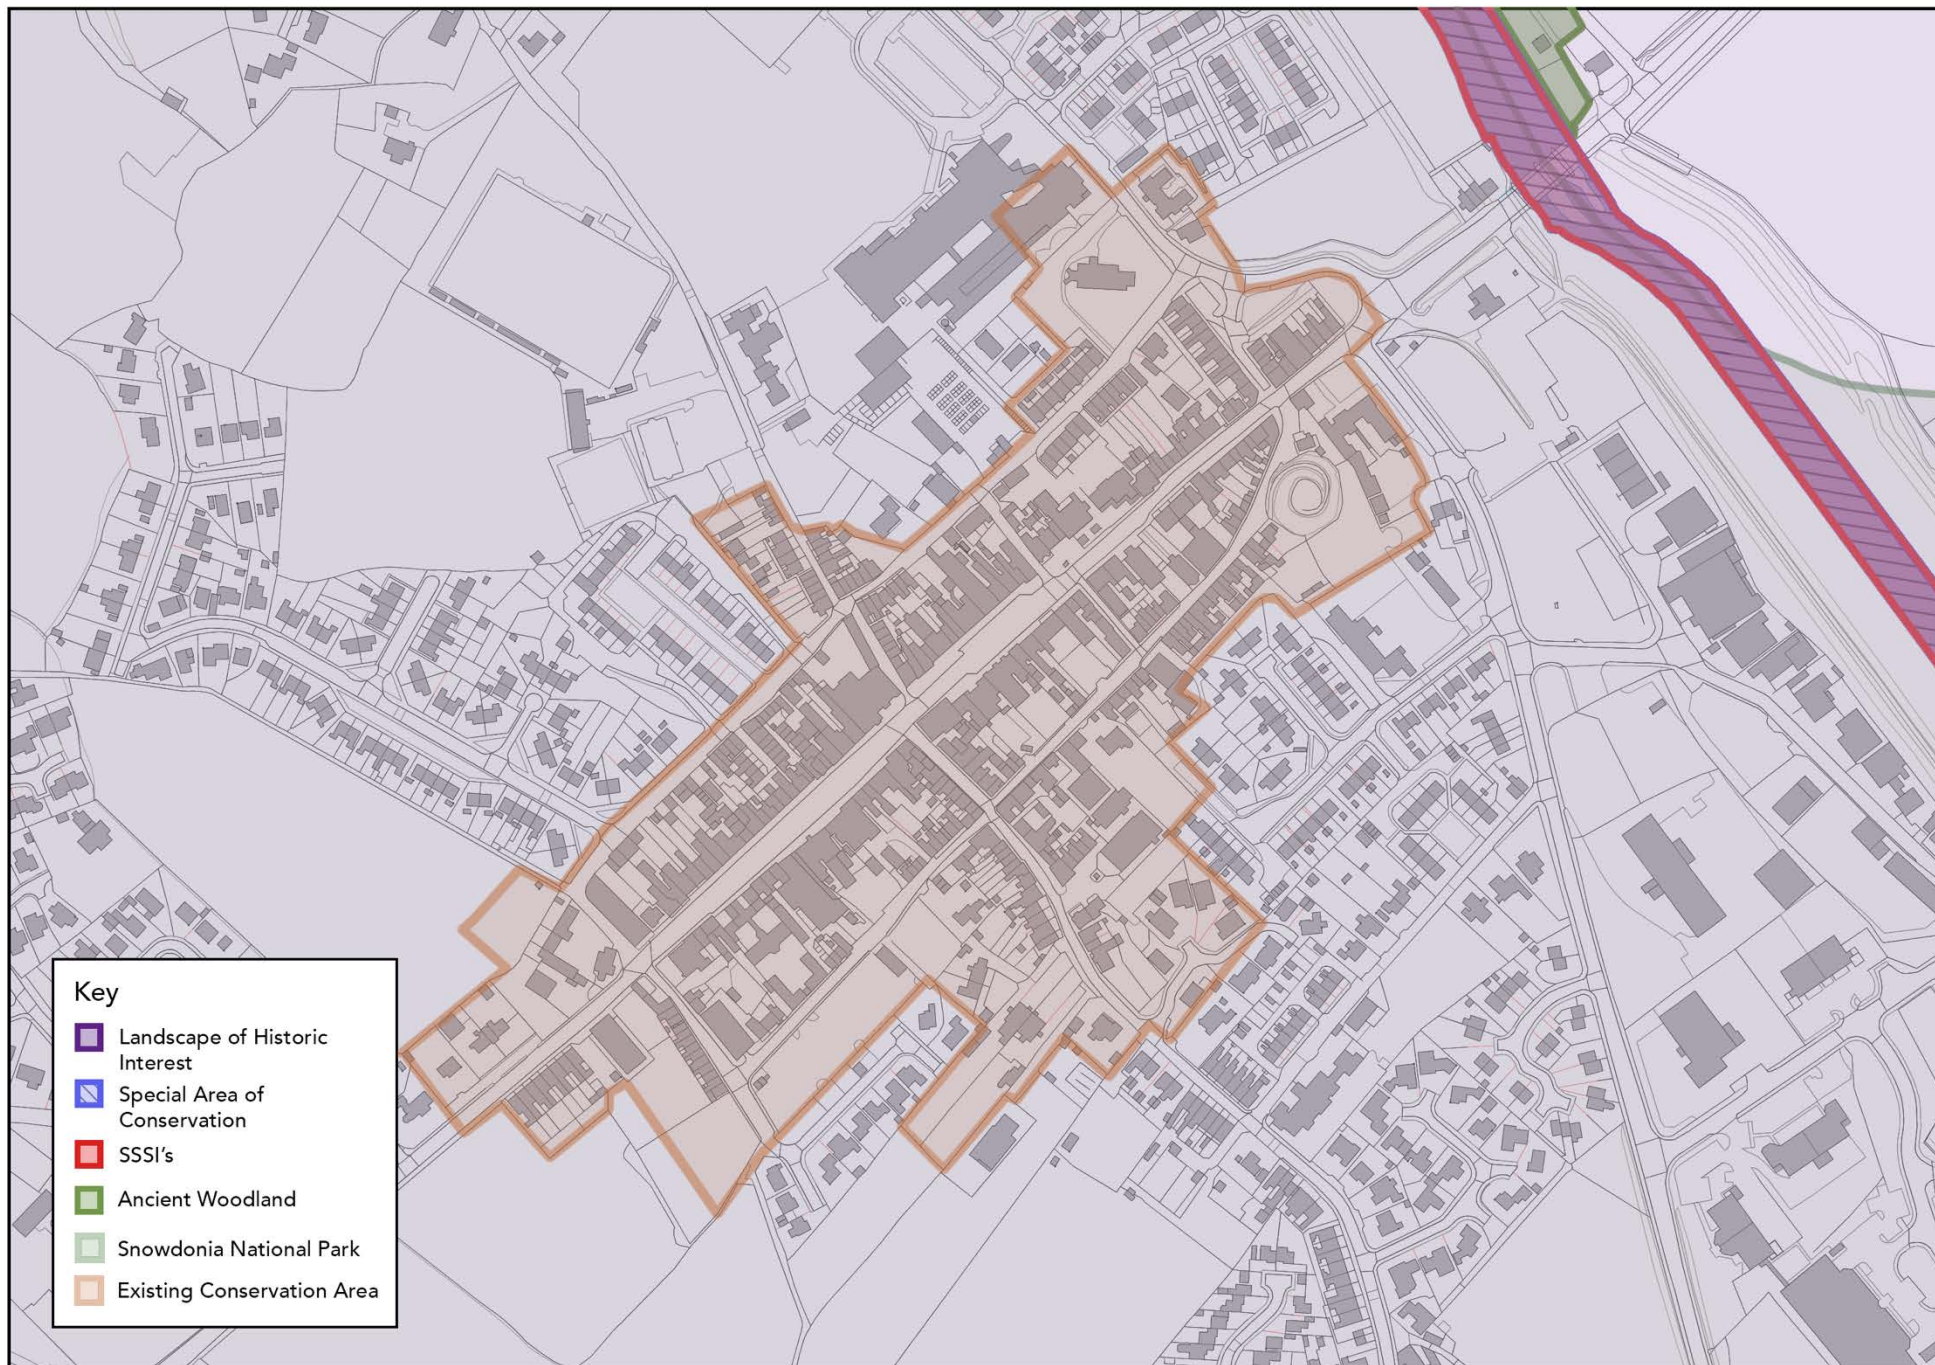 Key
Landscape of Historic
Interest
Special Area of
Conservation
SSSI's
Ancient Woodland
Snowdonia National Park
Existing Conservation Area